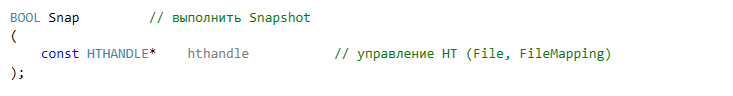 BOOL Snap // выполнить Snapshot
(
const HTHANDLE* hthandle // управление HT (File, FileMapping)
);